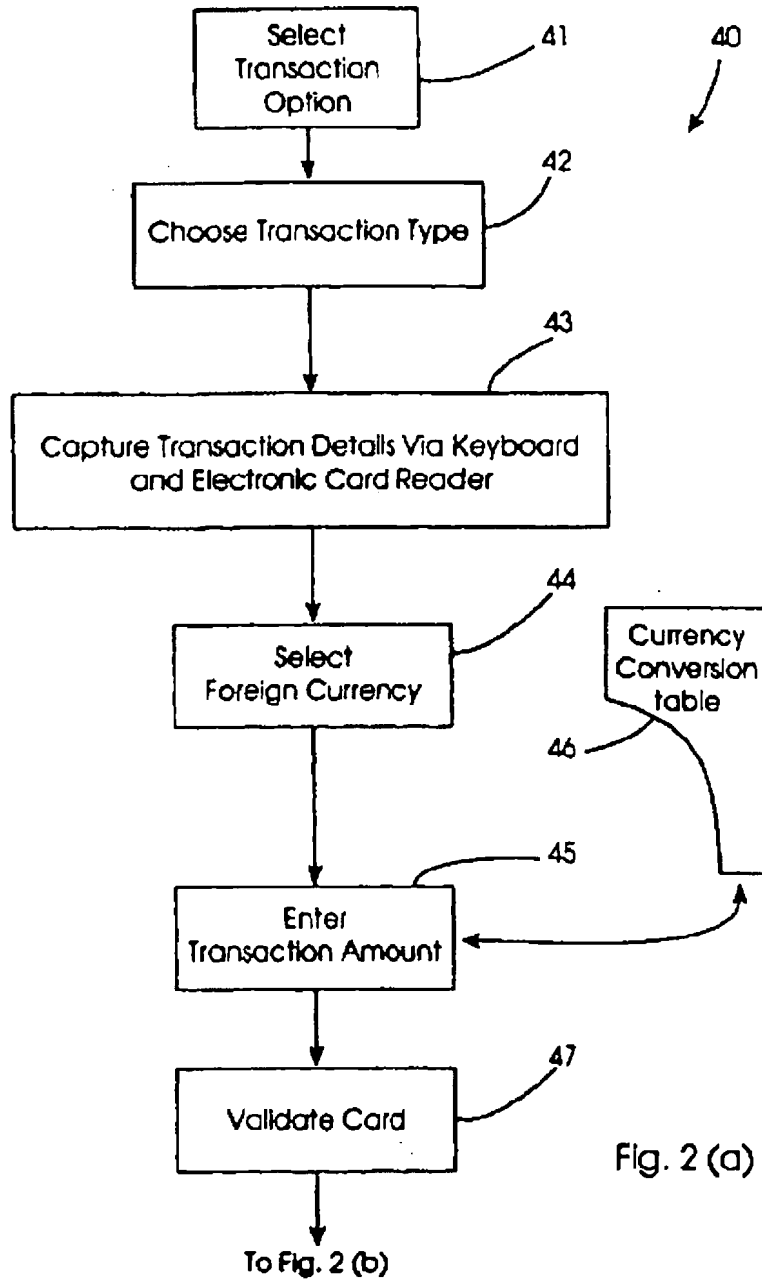 Select
Transaction
Option
41
40
42
Choose Transaction Type
43
Capture Transaction Details Via Keyboard
and Electronic Card Reader
44
Select
Foreign Currency
Currency
Conversion
table
46
45
Enter
Transaction Amount
47
Validate Card
Fig. 2 (a)
To Fig. 2 (b)